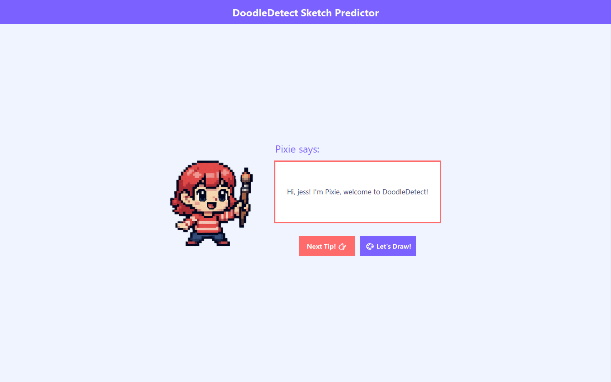 DoodleDetect Sketch Predictor
Pixie says:
Hi, jess! I'm Pixie, welcome to DoodleDetect!
Next Tip!
Let's Draw!